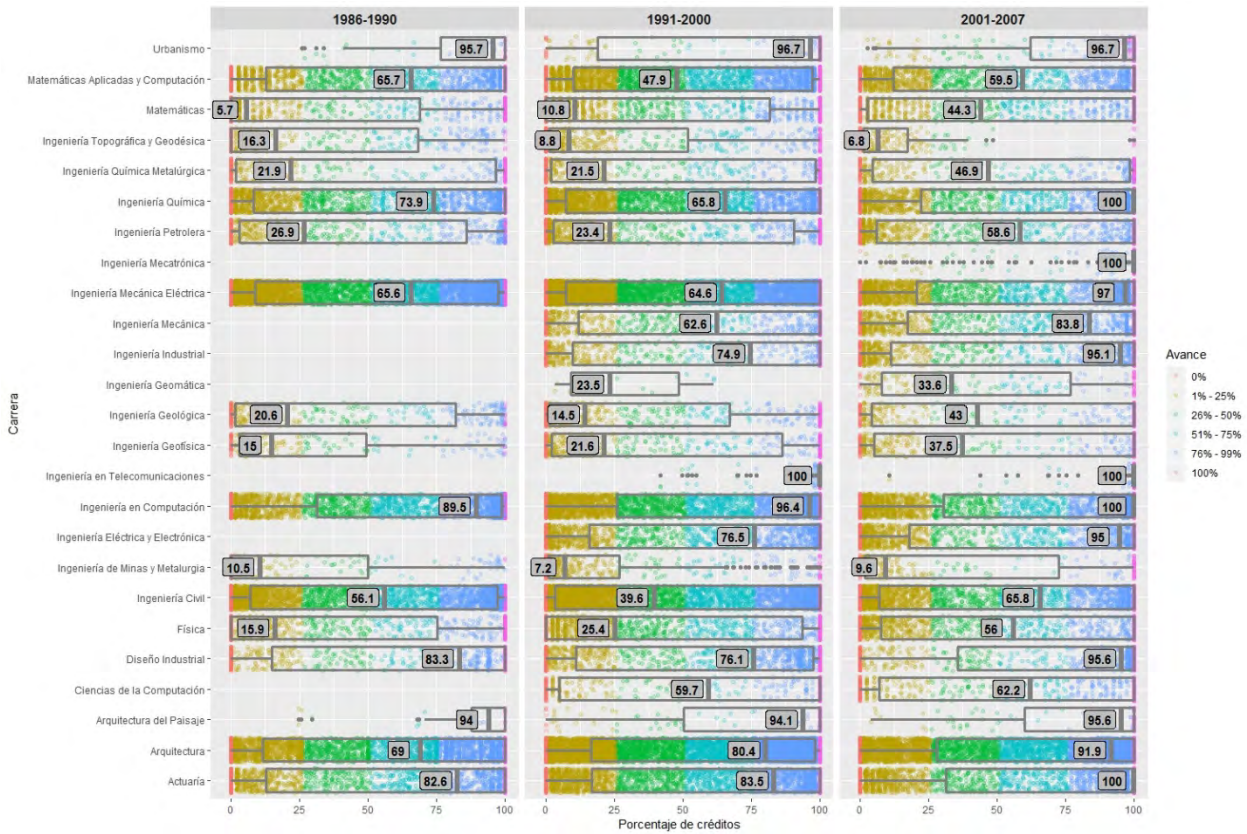 1986-1990 1991-2000 2001-2007
Urbanismo 95.7 96.7 96.7
Matemáticas Aplicadas y Computación 65.7 47.9 59.5
Matemáticas 5.7 10.8 44.3
Ingeniería Topográfica y Geodésica 16.3 8.8 6.8
Ingeniería Química Metalúrgica 21.9 21.5 46.9
Ingeniería Química 73.9 65.8 100
Ingeniería Petrolera 26.9 23.4 58.6
Ingeniería Mecatrónica 100
Ingeniería Mecánica Eléctrica 65.6 64.6 97
Ingeniería Mecánica 62.6 83.8
Ingeniería Industrial 74.9 95.1
Ingeniería Geomática 23.5 33.6
Ingeniería Geológica 20.6 14.5 43
Ingeniería Geofísica 15 21.6 37.5
Ingeniería en Telecomunicaciones 100 100
Ingeniería en Computación 89.5 96.4 100
Ingeniería Eléctrica y Electrónica 76.5 95
Ingeniería de Minas y Metalurgia 10.5 7.2 9.6
Ingeniería Civil 56.1 39.6 65.8
Física 15.9 25.4 56
Diseño Industrial 83.3 76.1 95.6
Ciencias de la Computación 59.7 62.2
Arquitectura del Paisaje 94 94.1 95.6
Arquitectura 69 80.4 91.9
Actuaría 82.6 83.5 100
0 25 50 75 100 0 25 50 75 100 0 25 50 75 100
Porcentaje de créditos
Carrera
Avance
0%
1% - 25%
26% - 50%
51% - 75%
76% - 99%
100%